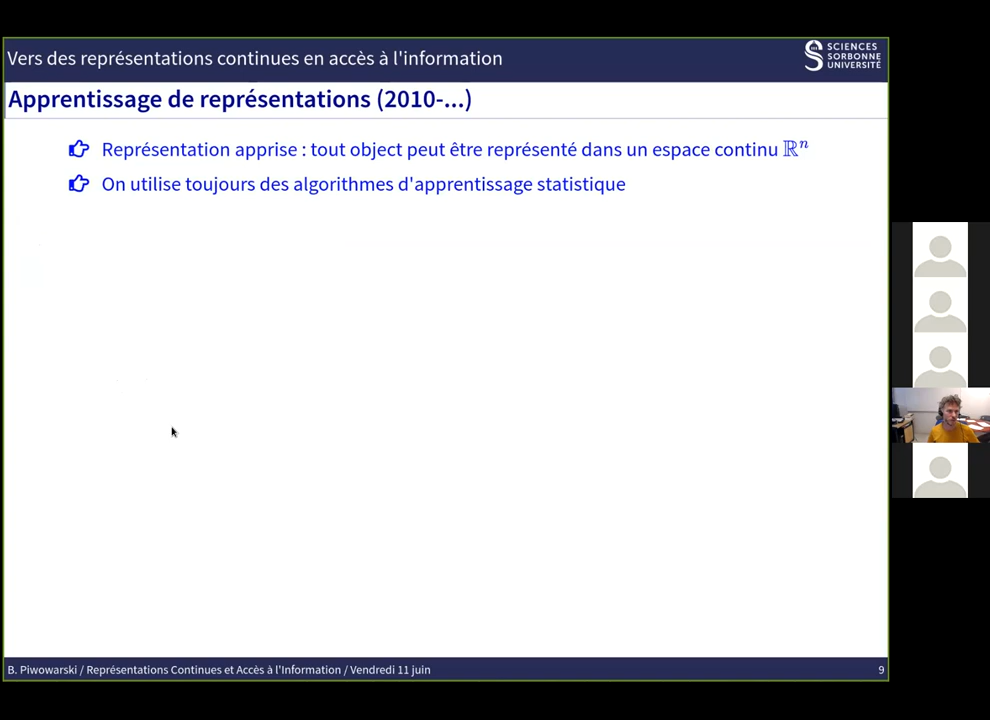 Vers des représentations continues en accès à l'information
SCIENCES
SORBONNE
UNIVERSITÉ
Apprentissage de représentations (2010-...)
Représentation apprise : tout object peut être représenté dans un espace continu ℝⁿ
On utilise toujours des algorithmes d'apprentissage statistique
B. Piwowarski / Représentations Continues et Accès à l'Information / Vendredi 11 juin
9